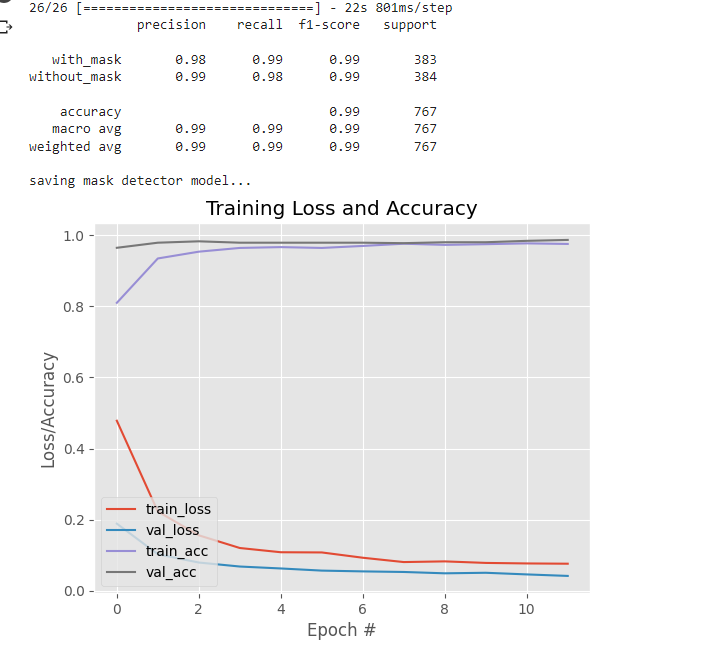 26/26 [==============================] - 22s 801ms/step
precision recall f1-score support
with_mask 0.98 0.99 0.99 383
without_mask 0.99 0.98 0.99 384
accuracy 0.99 767
macro avg 0.99 0.99 0.99 767
weighted avg 0.99 0.99 0.99 767
saving mask detector model...
Training Loss and Accuracy
1.0
0.8
0.6
0.4
0.2
0.0
Loss/Accuracy
train_loss
val_loss
train_acc
val_acc
0 2 4 6 8 10
Epoch #